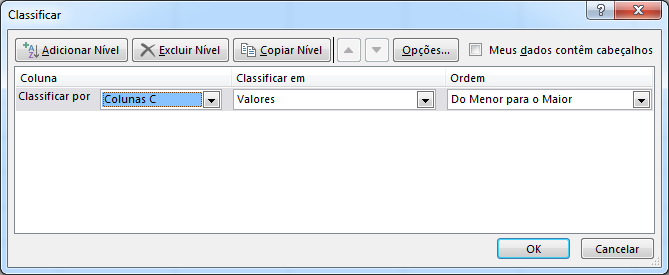 Classificar
Adicionar Nível Excluir Nível Copiar Nível Opções... Meus dados contêm cabeçalhos
Coluna Classificar em Ordem
Classificar por Colunas C Valores Do Menor para o Maior
OK Cancelar